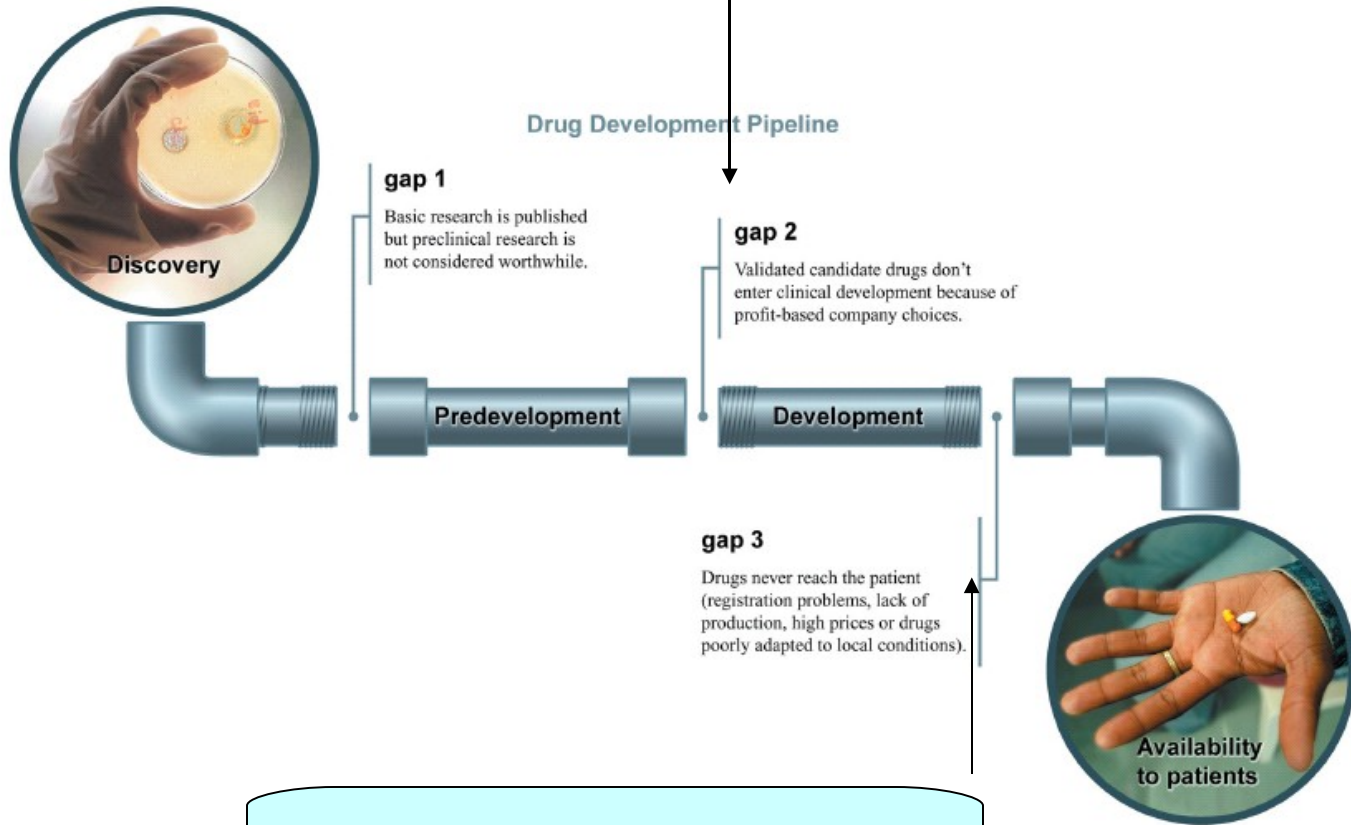 Drug Development Pipeline
Discovery
gap 1
Basic research is published
but preclinical research is
not considered worthwhile.
gap 2
Validated candidate drugs don't
enter clinical development because of
profit-based company choices.
Predevelopment
Development
gap 3
Drugs never reach the patient
(registration problems, lack of
production, high prices or drugs
poorly adapted to local conditions).
Availability
to patients